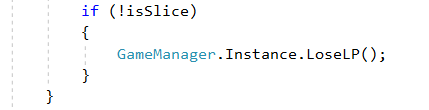 if (!isSlice)
{
GameManager.Instance.LoseLP();
}
}